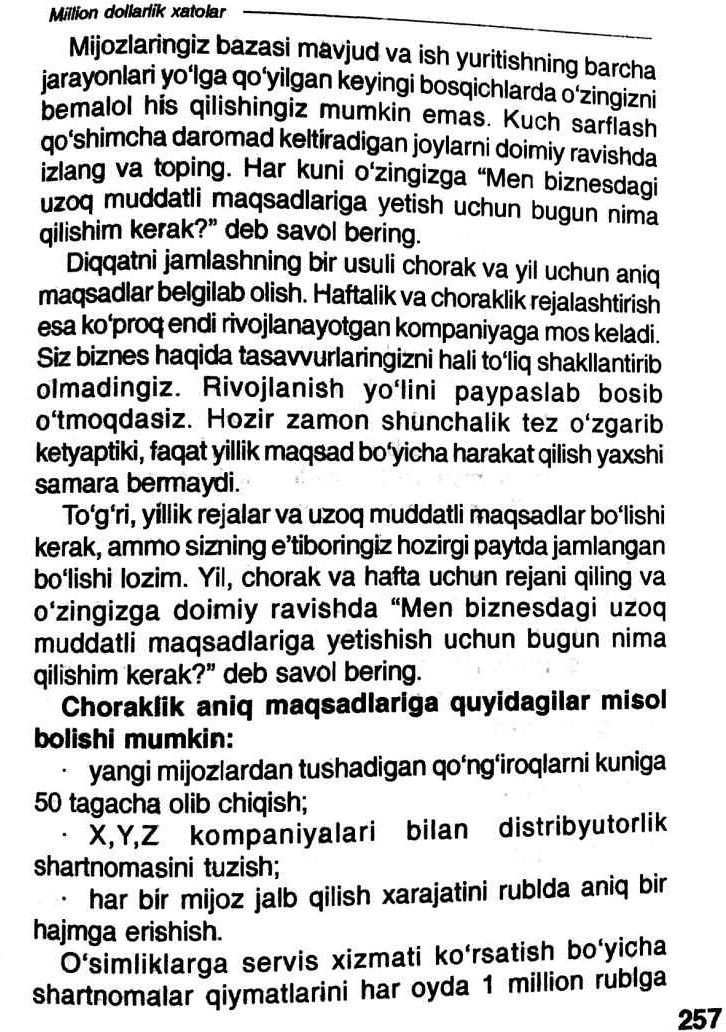 Million dollarlik xatolar
Mijozlaringiz bazasi mavjud va ish yuritishning barcha
jarayonlari yo‘lga qo‘yilgan keyingi bosqichlarda o‘zingizni
bemalol his qilishingiz mumkin emas. Kuch sarflash
qo‘shimcha daromad keltiradigan joylarni doimiy ravishda
izlang va toping. Har kuni o‘zingizga “Men biznesdagi
uzoq muddatli maqsadlariga yetish uchun bugun nima
qilishim kerak?” deb savol bering.
Diqqatni jamlashning bir usuli chorak va yil uchun aniq
maqsadlar belgilab olish. Haftalik va choraklik rejalashtirish
esa ko‘proq endi rivojlanayotgan kompaniyaga mos keladi.
Siz biznes haqida tasavvurlaringizni hali to‘liq shakllantirib
olmadingiz. Rivojlanish yo‘lini paypaslab bosib
o‘tmoqdasiz. Hozir zamon shunchalik tez o‘zgarib
ketyaptiki, faqat yillik maqsad bo‘yicha harakat qilish yaxshi
samara bermaydi.
To‘g‘ri, yillik rejalar va uzoq muddatli maqsadlar bo‘lishi
kerak, ammo sizning e’tiboringiz hozirgi paytda jamlangan
bo‘lishi lozim. Yil, chorak va hafta uchun rejani qiling va
o‘zingizga doimiy ravishda “Men biznesdagi uzoq
muddatli maqsadlariga yetishish uchun bugun nima
qilishim kerak?” deb savol bering.
Choraklik aniq maqsadlariga quyidagilar misol
bolishi mumkin:
· yangi mijozlardan tushadigan qo‘ng‘iroqlarni kuniga
50 tagacha olib chiqish;
· X,Y,Z kompaniyalari bilan distribyutorlik
shartnomasini tuzish;
· har bir mijoz jalb qilish xarajatini rublda aniq bir
hajmga erishish.
O‘simliklarga servis xizmati ko‘rsatish bo‘yicha
shartnomalar qiymatlarini har oyda 1 million rublga
257